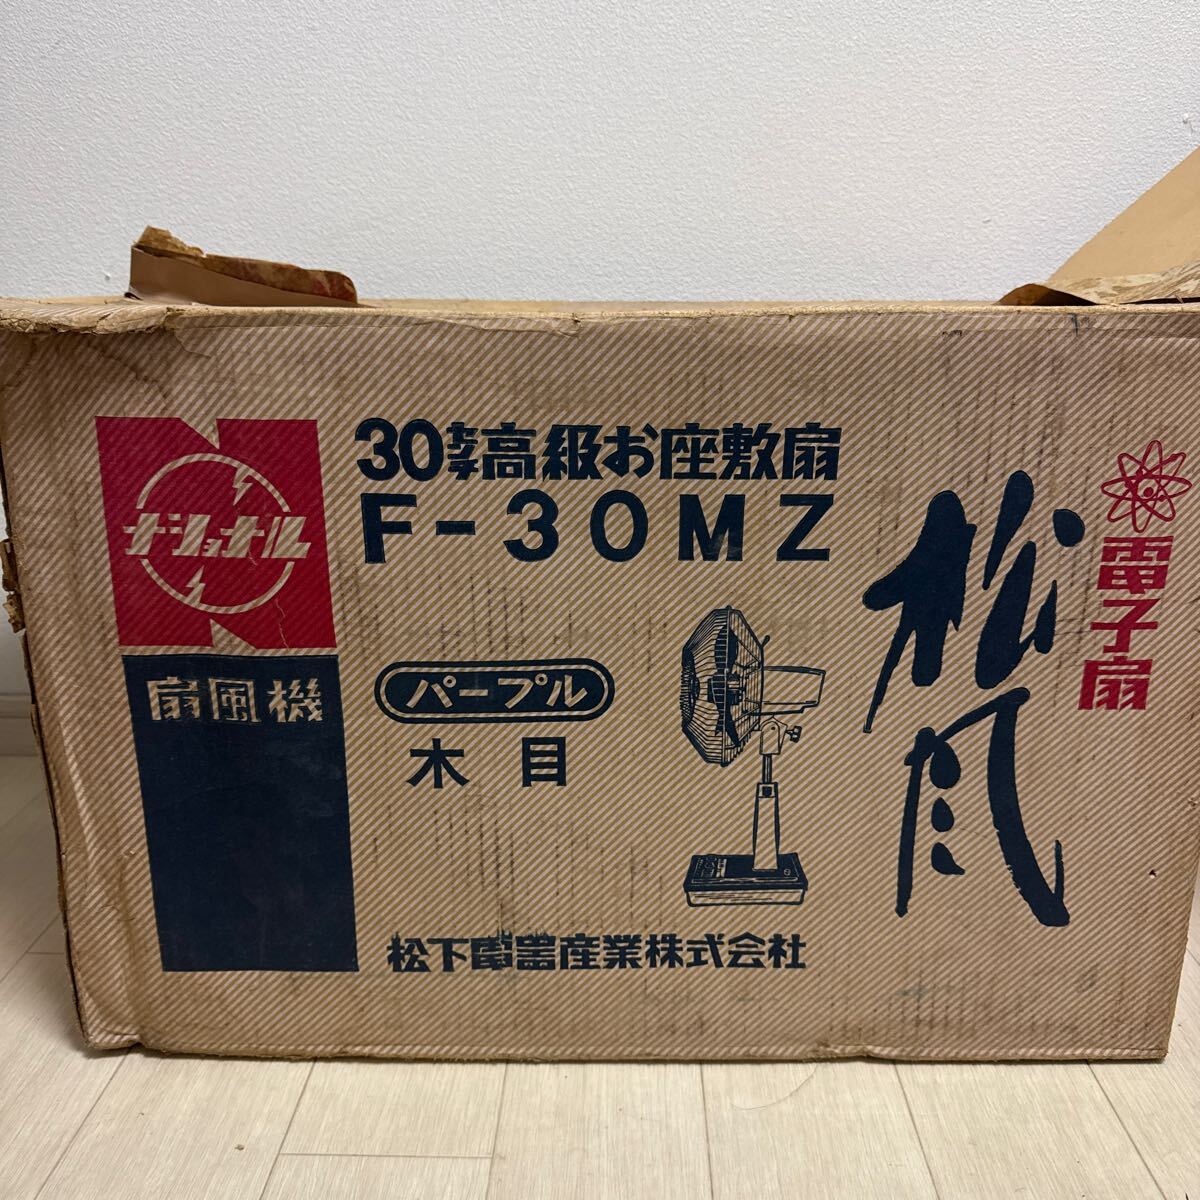 N
ナショナル
扇風機
30センチ高級お座敷扇
F-30MZ
パープル
木目
松下電器産業株式会社
松風
電子扇